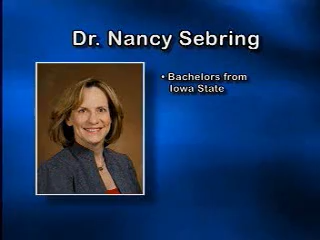 Dr. Nancy Sebring
• Bachelors from
Iowa State